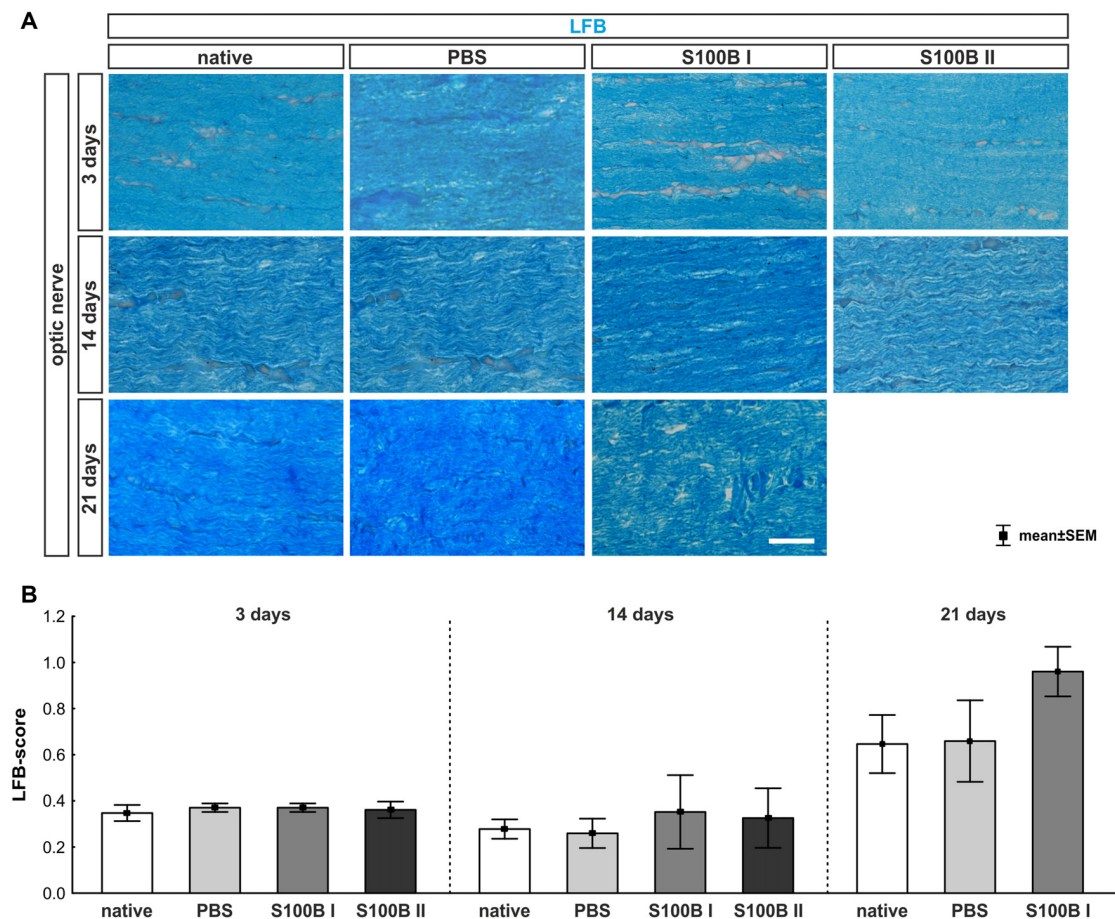 A
LFB
native PBS S100B I S100B II
optic nerve
3 days
14 days
21 days
mean±SEM
B
3 days 14 days 21 days
LFB-score
1.2
1.0
0.8
0.6
0.4
0.2
0.0
native PBS S100B I S100B II native PBS S100B I S100B II native PBS S100B I